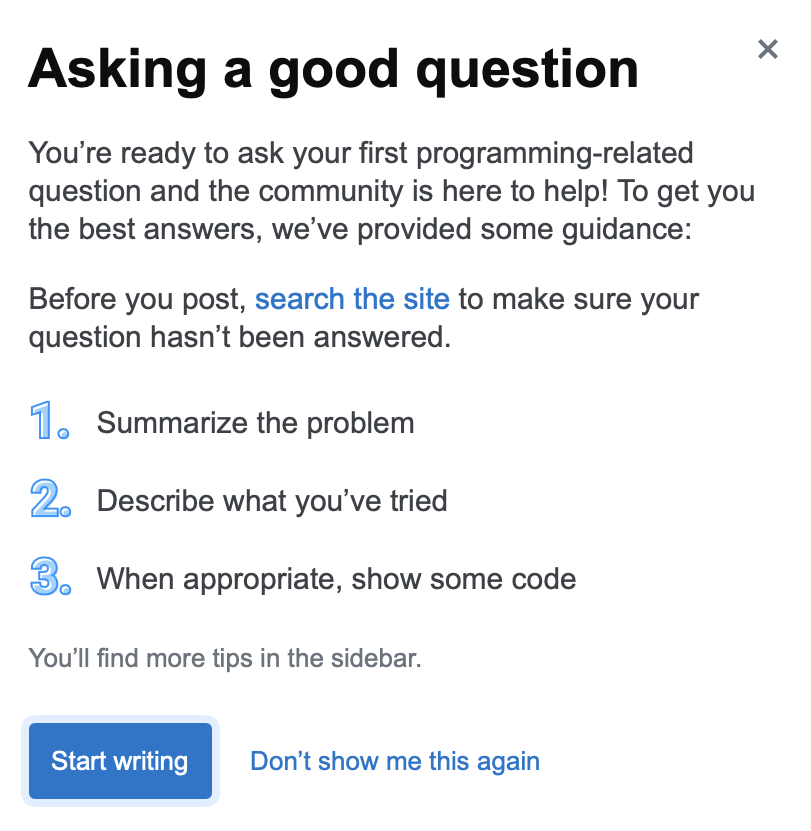 Asking a good question
You’re ready to ask your first programming-related
question and the community is here to help! To get you
the best answers, we’ve provided some guidance:
Before you post, search the site to make sure your
question hasn’t been answered.
1. Summarize the problem
2. Describe what you’ve tried
3. When appropriate, show some code
You’ll find more tips in the sidebar.
Start writing Don’t show me this again